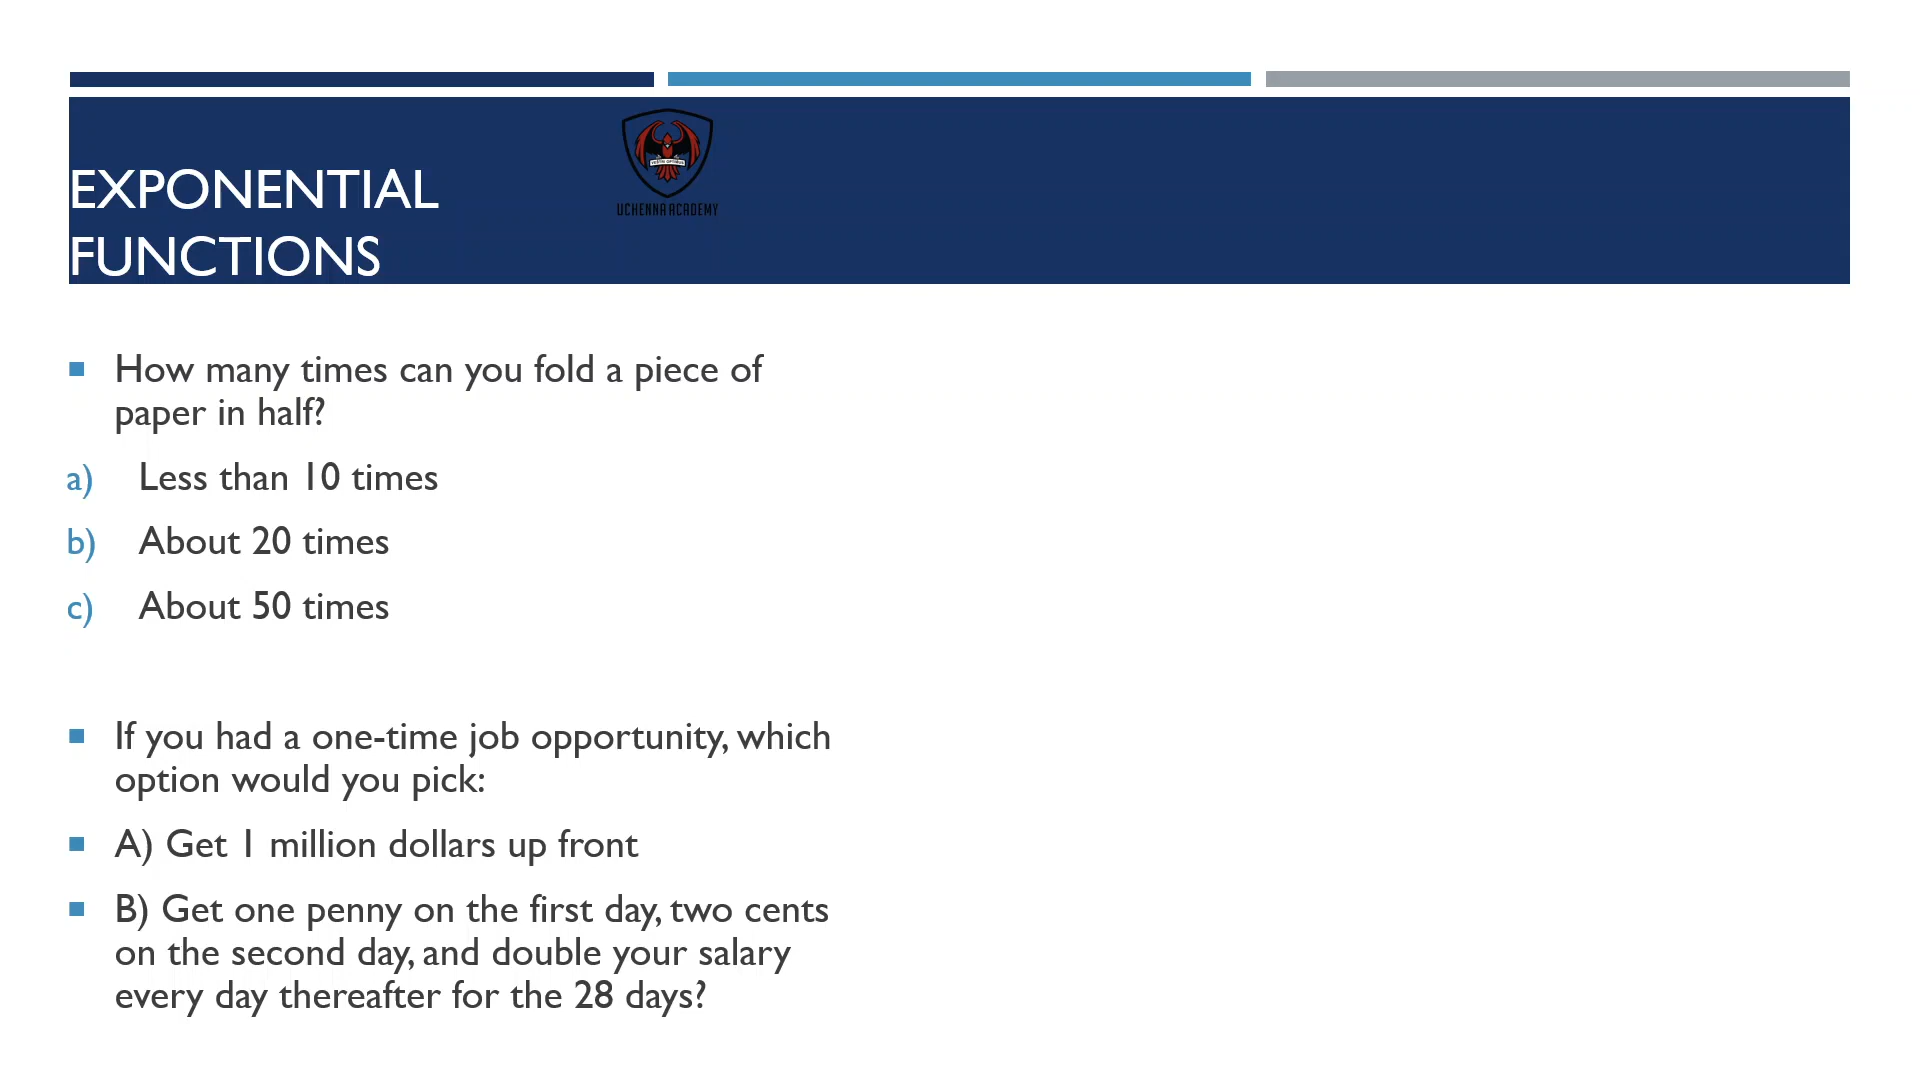 EXPONENTIAL
FUNCTIONS
UCHENNA ACADEMY
How many times can you fold a piece of
paper in half?
a) Less than 10 times
b) About 20 times
c) About 50 times
If you had a one-time job opportunity, which
option would you pick:
A) Get 1 million dollars up front
B) Get one penny on the first day, two cents
on the second day, and double your salary
every day thereafter for the 28 days?